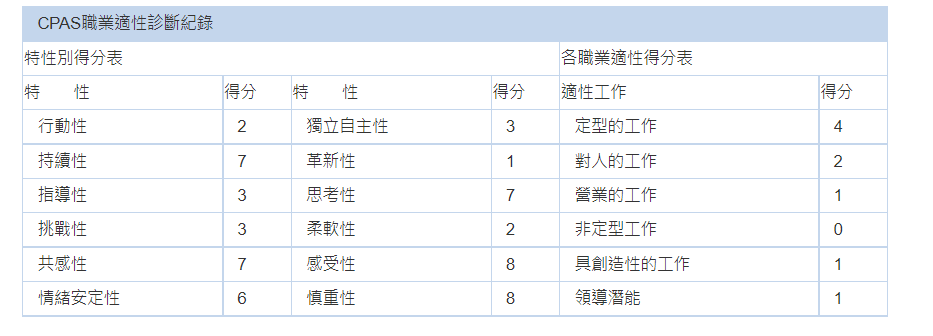 CPAS職業適性診斷紀錄
特性別得分表 各職業適性得分表
特 性 得分 特 性 得分 適性工作 得分
行動性 2 獨立自主性 3 定型的工作 4
持續性 7 革新性 1 對人的工作 2
指導性 3 思考性 7 營業的工作 1
挑戰性 3 柔軟性 2 非定型工作 0
共感性 7 感受性 8 具創造性的工作 1
情緒安定性 6 慎重性 8 領導潛能 1